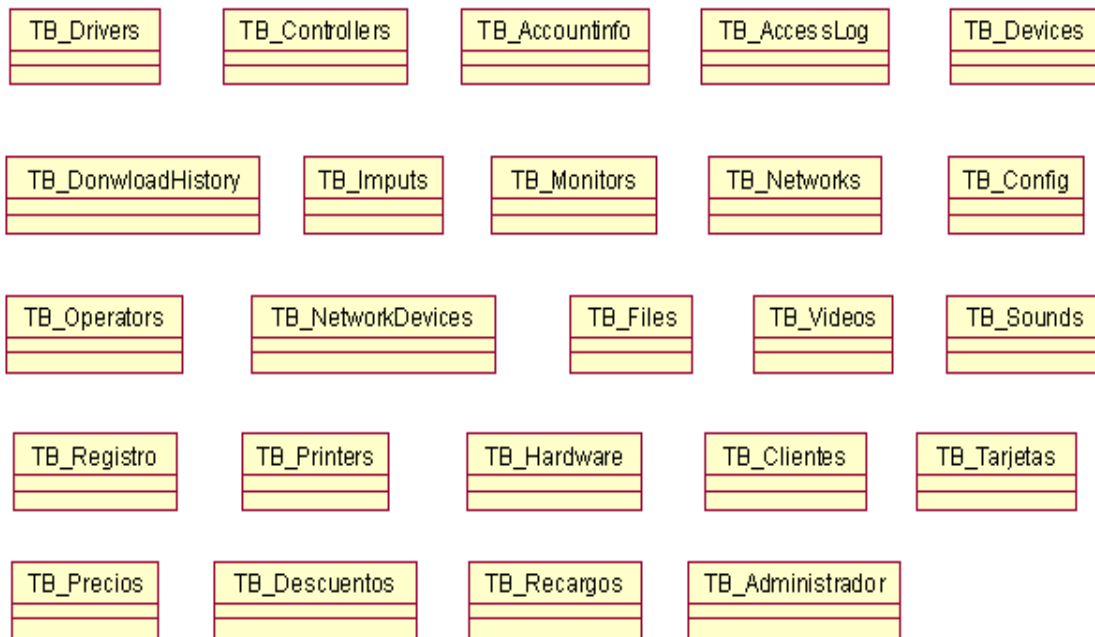 TB_Drivers TB_Controllers TB_Accountinfo TB_AccessLog TB_Devices
TB_DonwloadHistory TB_Imputs TB_Monitors TB_Networks TB_Config
TB_Operators TB_NetworkDevices TB_Files TB_Videos TB_Sounds
TB_Registro TB_Printers TB_Hardware TB_Clientes TB_Tarjetas
TB_Precios TB_Descuentos TB_Recargos TB_Administrador